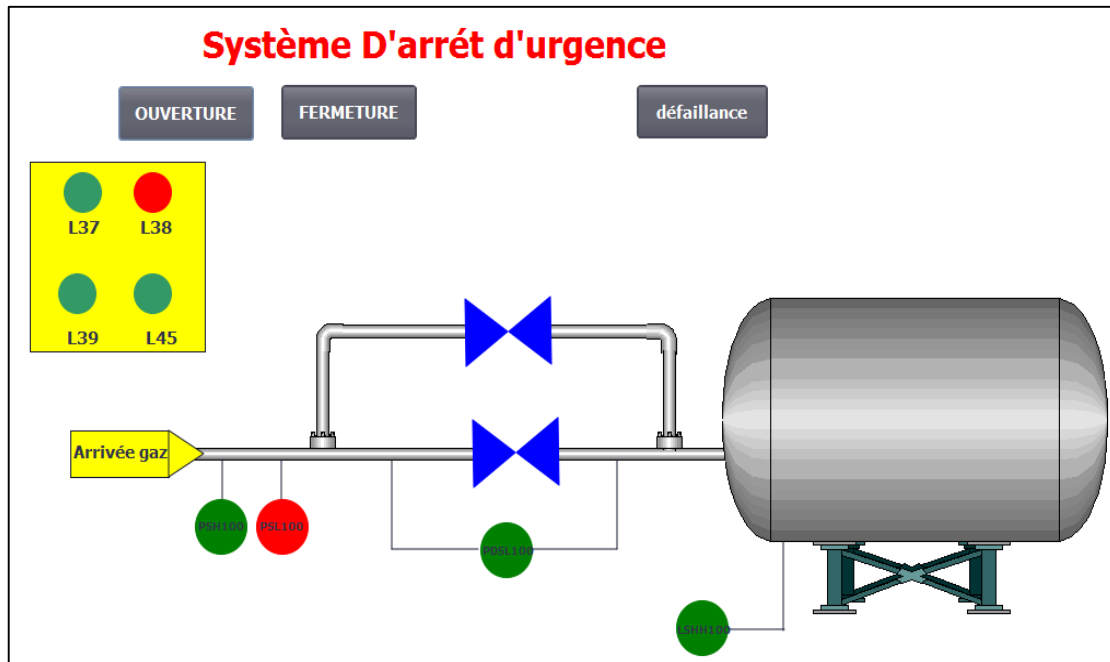 Système D'arrét d'urgence
OUVERTURE
FERMETURE
défaillance
L37
L38
L39
L45
Arrivée gaz
PSH100
PSL100
PDSL100
LSHH100